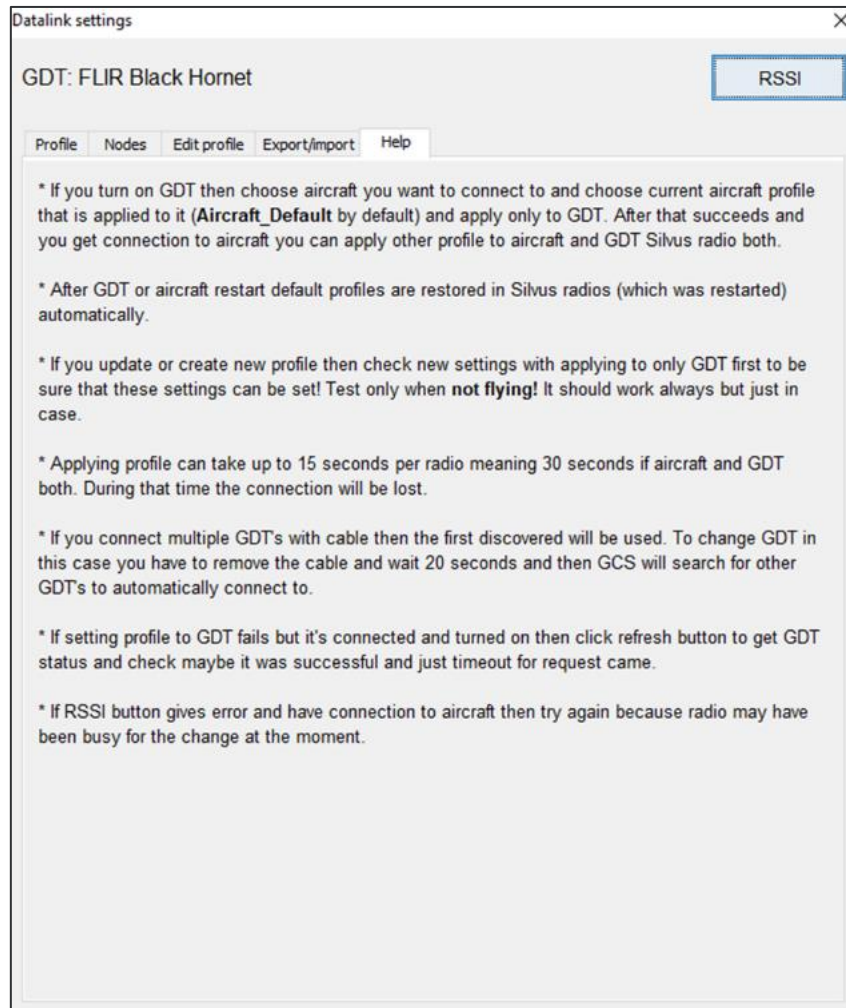 Datalink settings
GDT: FLIR Black Hornet
RSSI
Profile Nodes Edit profile Export/import Help
* If you turn on GDT then choose aircraft you want to connect to and choose current aircraft profile
that is applied to it (Aircraft_Default by default) and apply only to GDT. After that succeeds and
you get connection to aircraft you can apply other profile to aircraft and GDT Silvus radio both.
* After GDT or aircraft restart default profiles are restored in Silvus radios (which was restarted)
automatically.
* If you update or create new profile then check new settings with applying to only GDT first to be
sure that these settings can be set! Test only when not flying! It should work always but just in
case.
* Applying profile can take up to 15 seconds per radio meaning 30 seconds if aircraft and GDT
both. During that time the connection will be lost.
* If you connect multiple GDT's with cable then the first discovered will be used. To change GDT in
this case you have to remove the cable and wait 20 seconds and then GCS will search for other
GDT's to automatically connect to.
* If setting profile to GDT fails but it's connected and turned on then click refresh button to get GDT
status and check maybe it was successful and just timeout for request came.
* If RSSI button gives error and have connection to aircraft then try again because radio may have
been busy for the change at the moment.